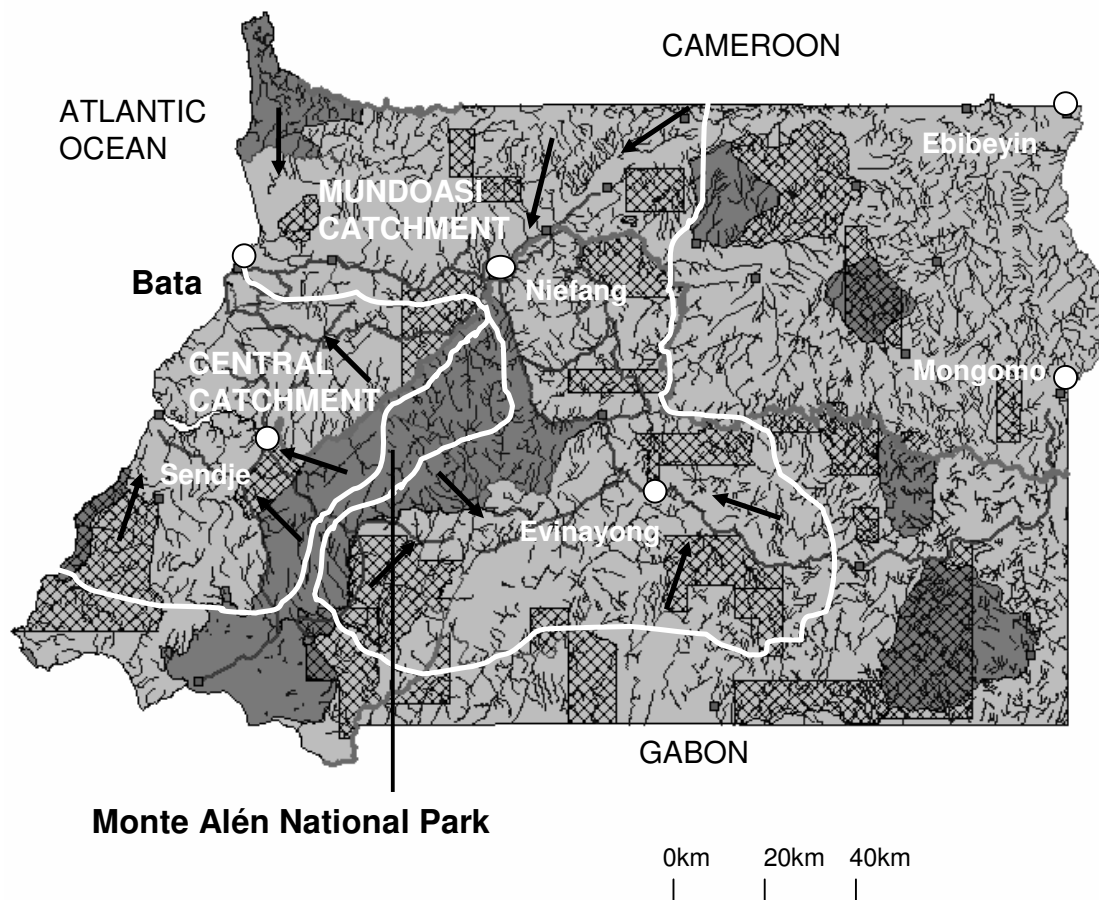 CAMEROON
ATLANTIC
OCEAN
Ebibeyin
MUNDOASI
CATCHMENT
Bata
Niefang
CENTRAL
CATCHMENT
Mongomo
Sendje
Evinayong
GABON
Monte Alén National Park
0km 20km 40km